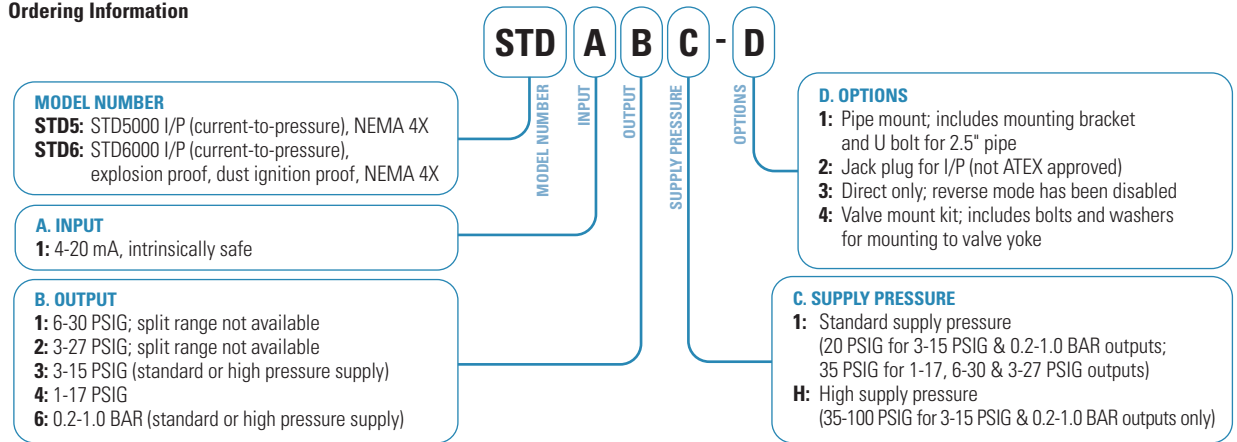 Ordering Information
STD A B C - D
MODEL NUMBER
INPUT
OUTPUT
SUPPLY PRESSURE
OPTIONS
MODEL NUMBER
STD5: STD5000 I/P (current-to-pressure), NEMA 4X
STD6: STD6000 I/P (current-to-pressure),
explosion proof, dust ignition proof, NEMA 4X
A. INPUT
1: 4-20 mA, intrinsically safe
B. OUTPUT
1: 6-30 PSIG; split range not available
2: 3-27 PSIG; split range not available
3: 3-15 PSIG (standard or high pressure supply)
4: 1-17 PSIG
6: 0.2-1.0 BAR (standard or high pressure supply)
D. OPTIONS
1: Pipe mount; includes mounting bracket
and U bolt for 2.5" pipe
2: Jack plug for I/P (not ATEX approved)
3: Direct only; reverse mode has been disabled
4: Valve mount kit; includes bolts and washers
for mounting to valve yoke
C. SUPPLY PRESSURE
1: Standard supply pressure
(20 PSIG for 3-15 PSIG & 0.2-1.0 BAR outputs;
35 PSIG for 1-17, 6-30 & 3-27 PSIG outputs)
H: High supply pressure
(35-100 PSIG for 3-15 PSIG & 0.2-1.0 BAR outputs only)